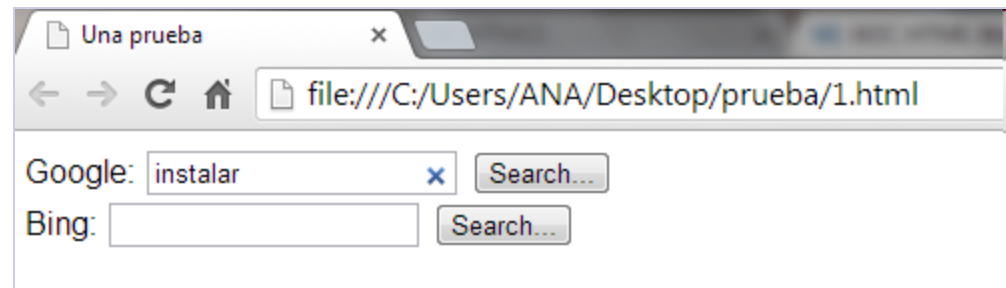 Una prueba
file:///C:/Users/ANA/Desktop/prueba/1.html
Google: instalar Search...
Bing: Search...